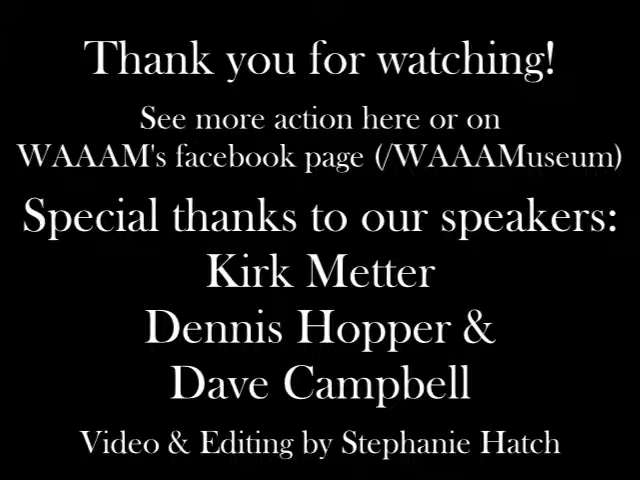 Thank you for watching!
See more action here or on
WAAAM's facebook page (/WAAAMuseum)
Special thanks to our speakers:
Kirk Metter
Dennis Hopper &
Dave Campbell
Video & Editing by Stephanie Hatch